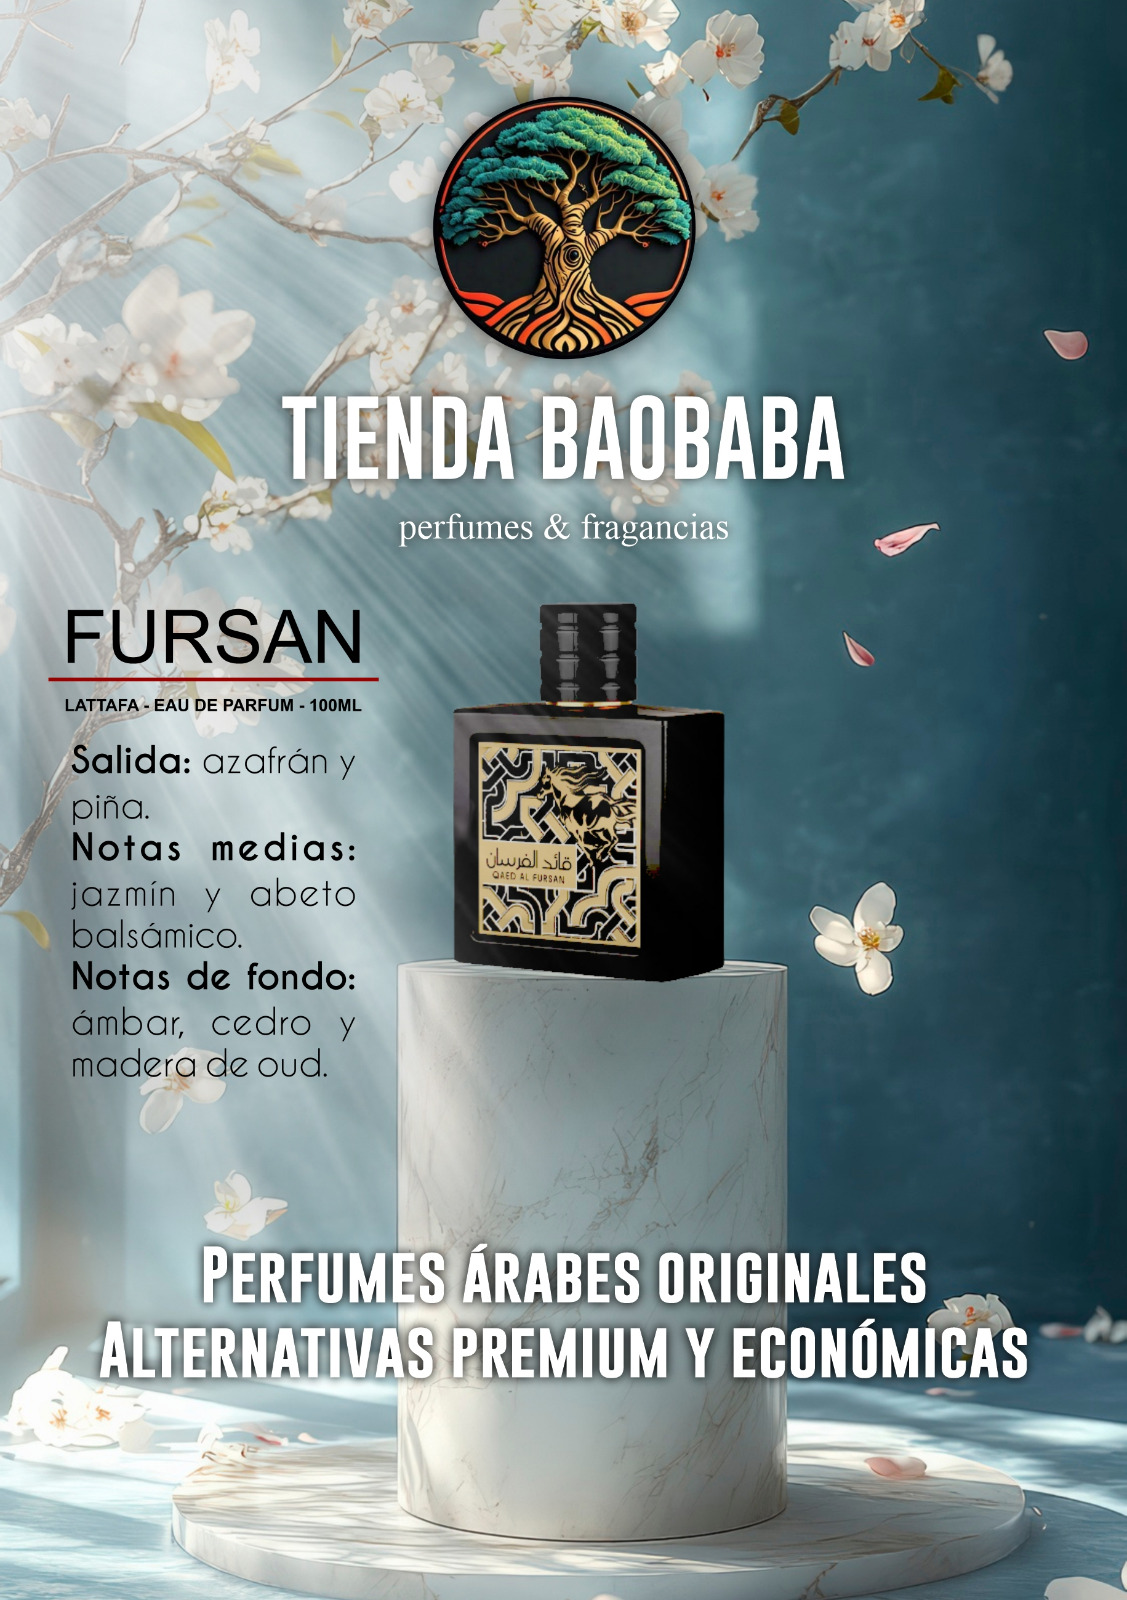 TIENDA BAOBABA
perfumes & fragancias
FURSAN
LATTAFA - EAU DE PARFUM - 100ML
Salida: azafrán y
piña.
Notas medias:
jazmín y abeto
balsámico.
Notas de fondo:
ámbar, cedro y
madera de oud.
قائد الفرسان
QAED AL FURSAN
PERFUMES ÁRABES ORIGINALES
ALTERNATIVAS PREMIUM Y ECONÓMICAS